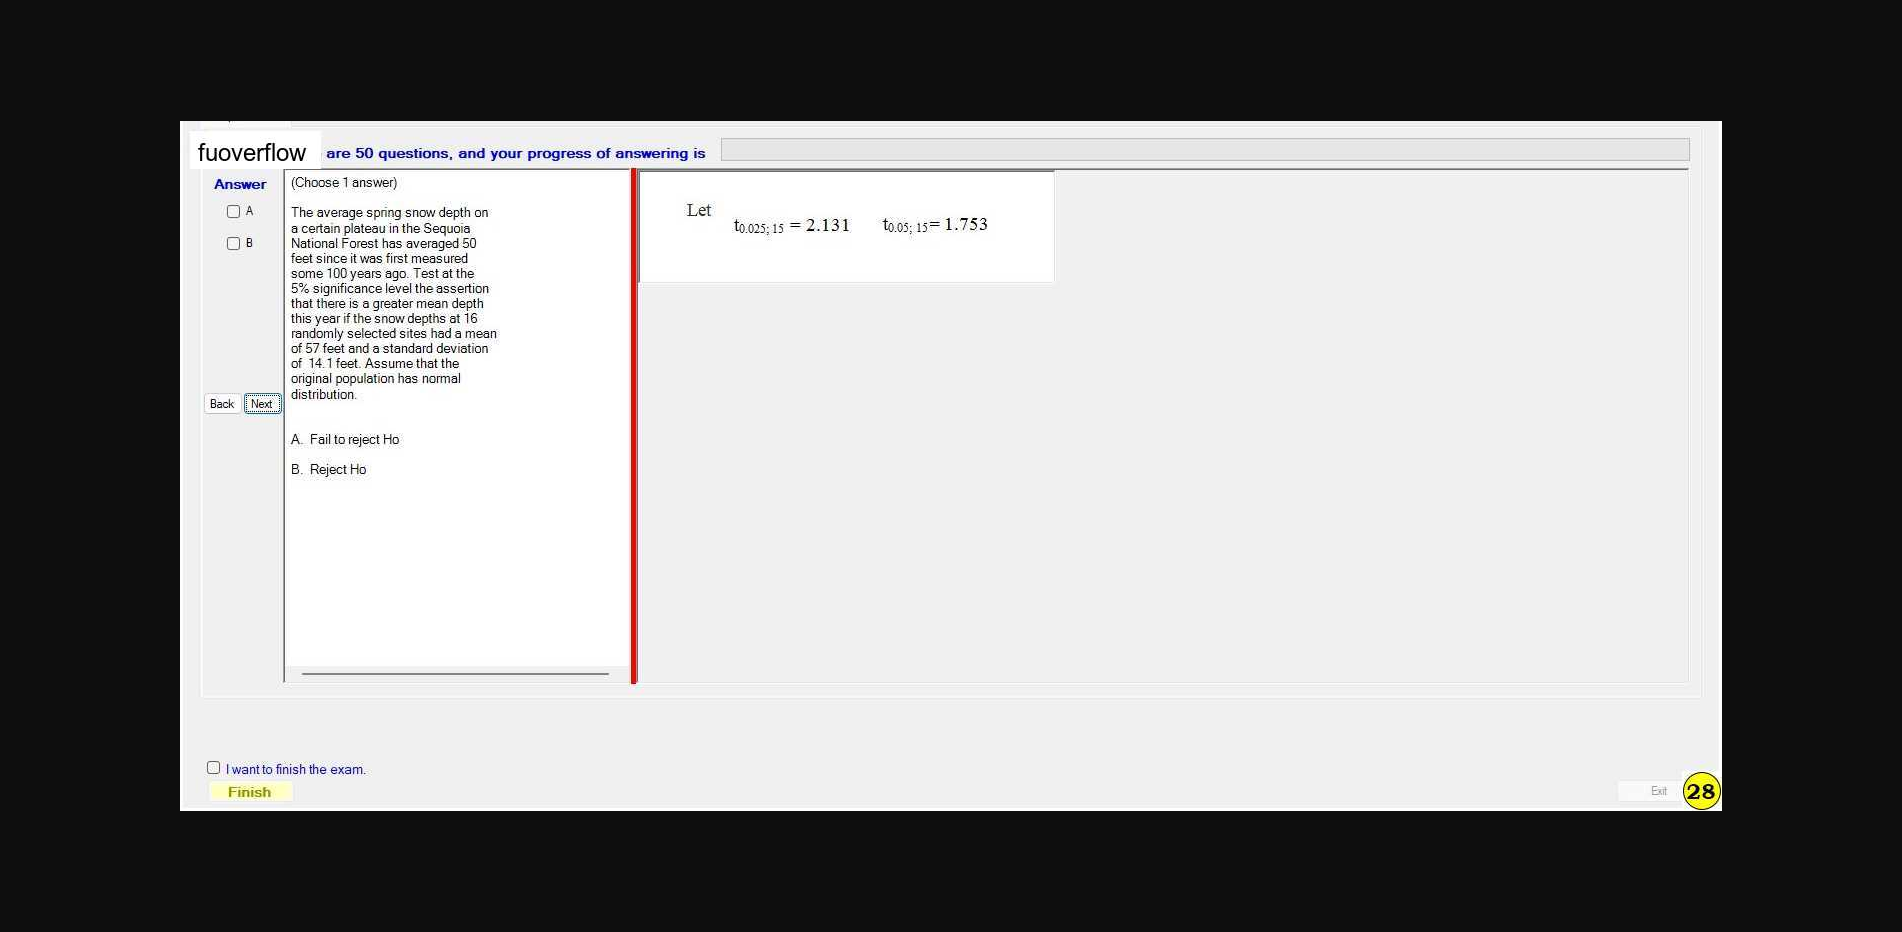 fuoverflow are 50 questions, and your progress of answering is
Answer
A
B
Back Next
(Choose 1 answer)
The average spring snow depth on
a certain plateau in the Sequoia
National Forest has averaged 50
feet since it was first measured
some 100 years ago. Test at the
5% significance level the assertion
that there is a greater mean depth
this year if the snow depths at 16
randomly selected sites had a mean
of 57 feet and a standard deviation
of 14.1 feet. Assume that the
original population has normal
distribution.
A. Fail to reject Ho
B. Reject Ho
Let
t0.025; 15 = 2.131 t0.05; 15= 1.753
I want to finish the exam.
Finish
Exit 28